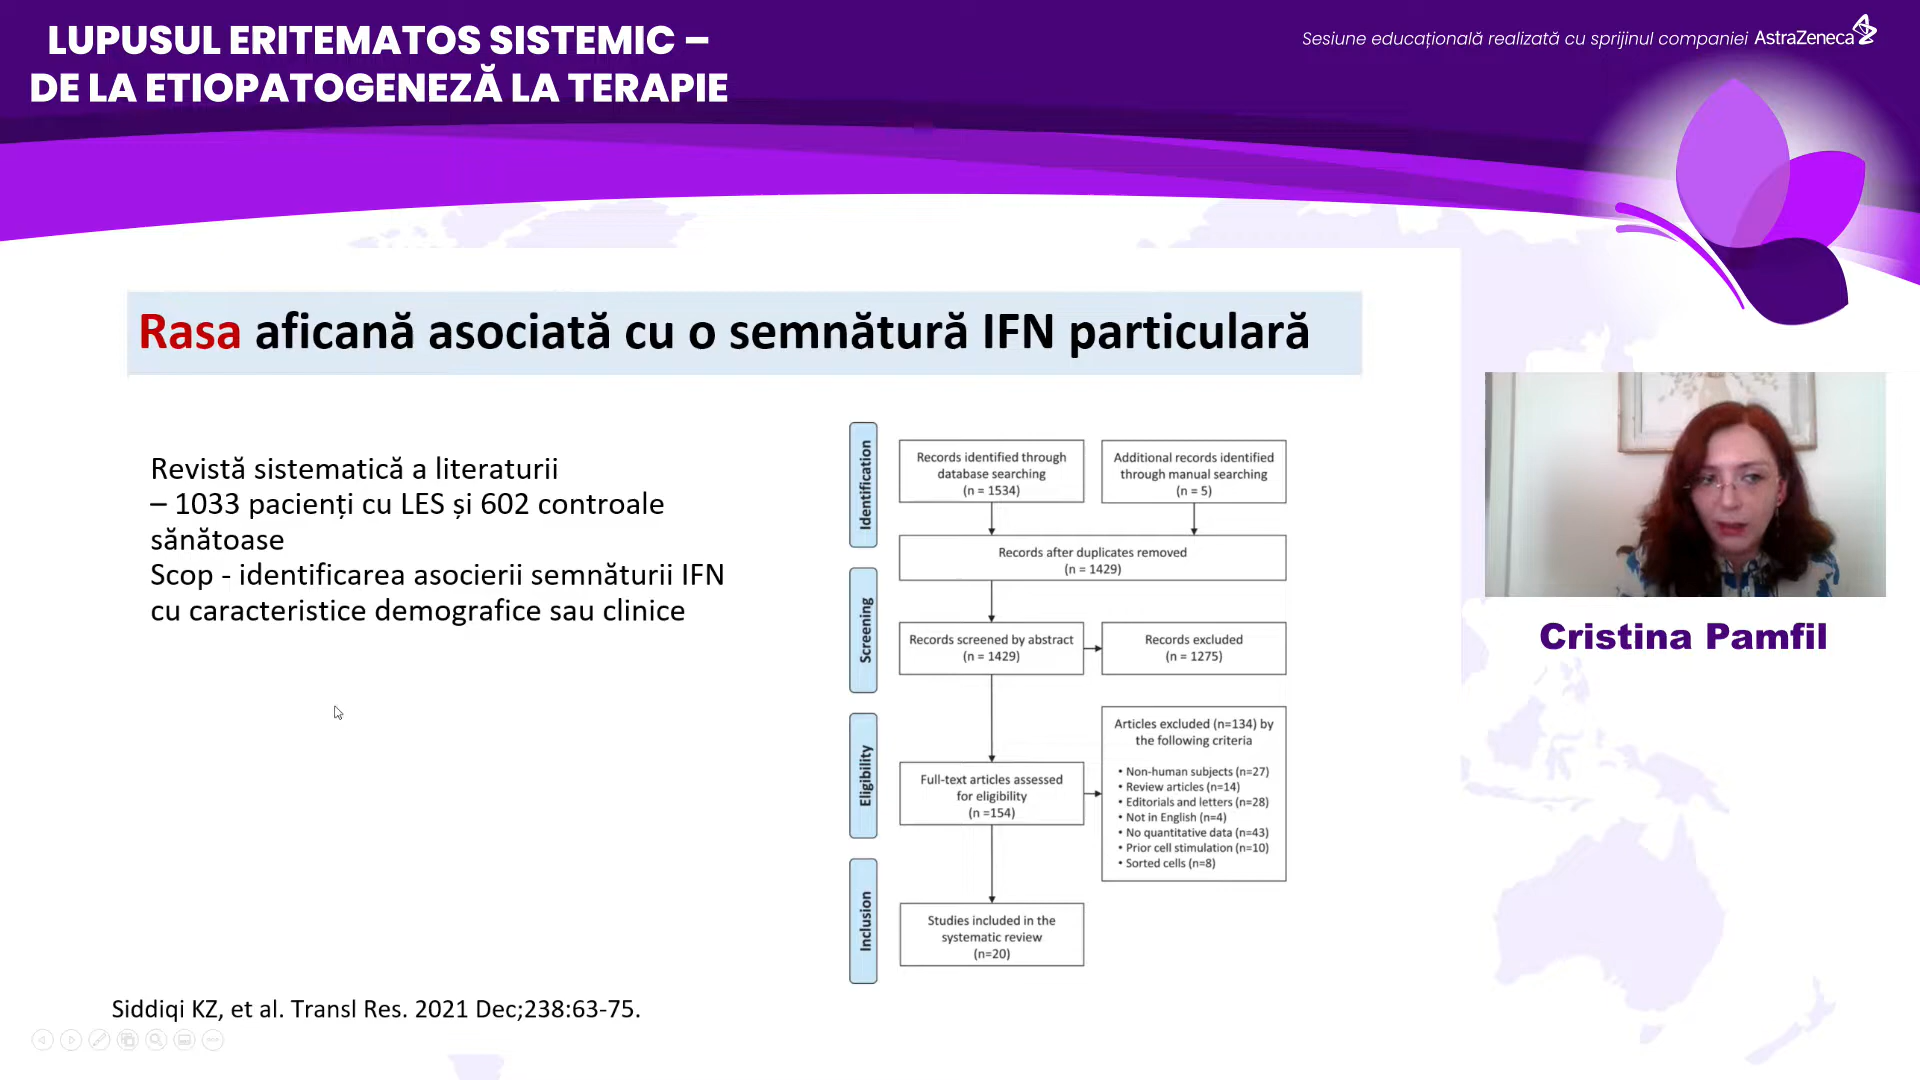 LUPUSUL ERITEMATOS SISTEMIC –
DE LA ETIOPATOGENEZĂ LA TERAPIE
Sesiune educațională realizată cu sprijinul companiei AstraZeneca
Rasa aficană asociată cu o semnătură IFN particulară
Revistă sistematică a literaturii
– 1033 pacienți cu LES și 602 controale
sănătoase
Scop - identificarea asocierii semnăturii IFN
cu caracteristice demografice sau clinice
Identification
Records identified through
database searching
(n = 1534)
Additional records identified
through manual searching
(n = 5)
Records after duplicates removed
(n = 1429)
Screening
Records screened by abstract
(n = 1429)
Records excluded
(n = 1275)
Eligibility
Full-text articles assessed
for eligibility
(n =154)
Articles excluded (n=134) by
the following criteria
• Non-human subjects (n=27)
• Review articles (n=14)
• Editorials and letters (n=28)
• Not in English (n=4)
• No quantitative data (n=43)
• Prior cell stimulation (n=10)
• Sorted cells (n=8)
Inclusion
Studies included in the
systematic review
(n=20)
Cristina Pamfil
Siddiqi KZ, et al. Transl Res. 2021 Dec;238:63-75.